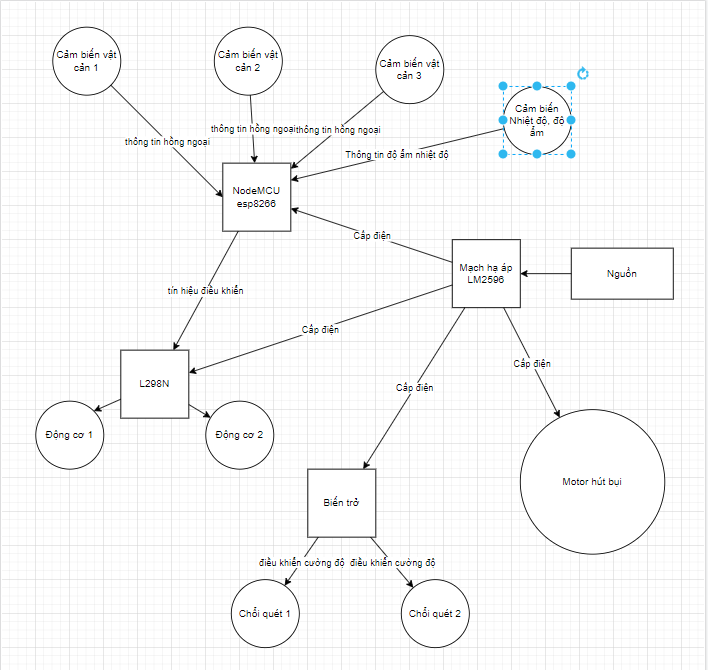 Cảm biến vật
cản 1
Cảm biến vật
cản 2
Cảm biến vật
cản 3
Cảm biến
Nhiệt độ, độ
ẩm
thông tin hồng ngoại
thông tin hồng ngoại
thông tin hồng ngoại
Thông tin độ ẩm nhiệt độ
NodeMCU
esp8266
Cấp điện
Mạch hạ áp
LM2596
Nguồn
tín hiệu điều khiển
Cấp điện
Cấp điện
Cấp điện
L298N
Động cơ 1
Động cơ 2
Motor hút bụi
Biến trở
điều khiển cường độ
điều khiển cường độ
Chổi quét 1
Chổi quét 2